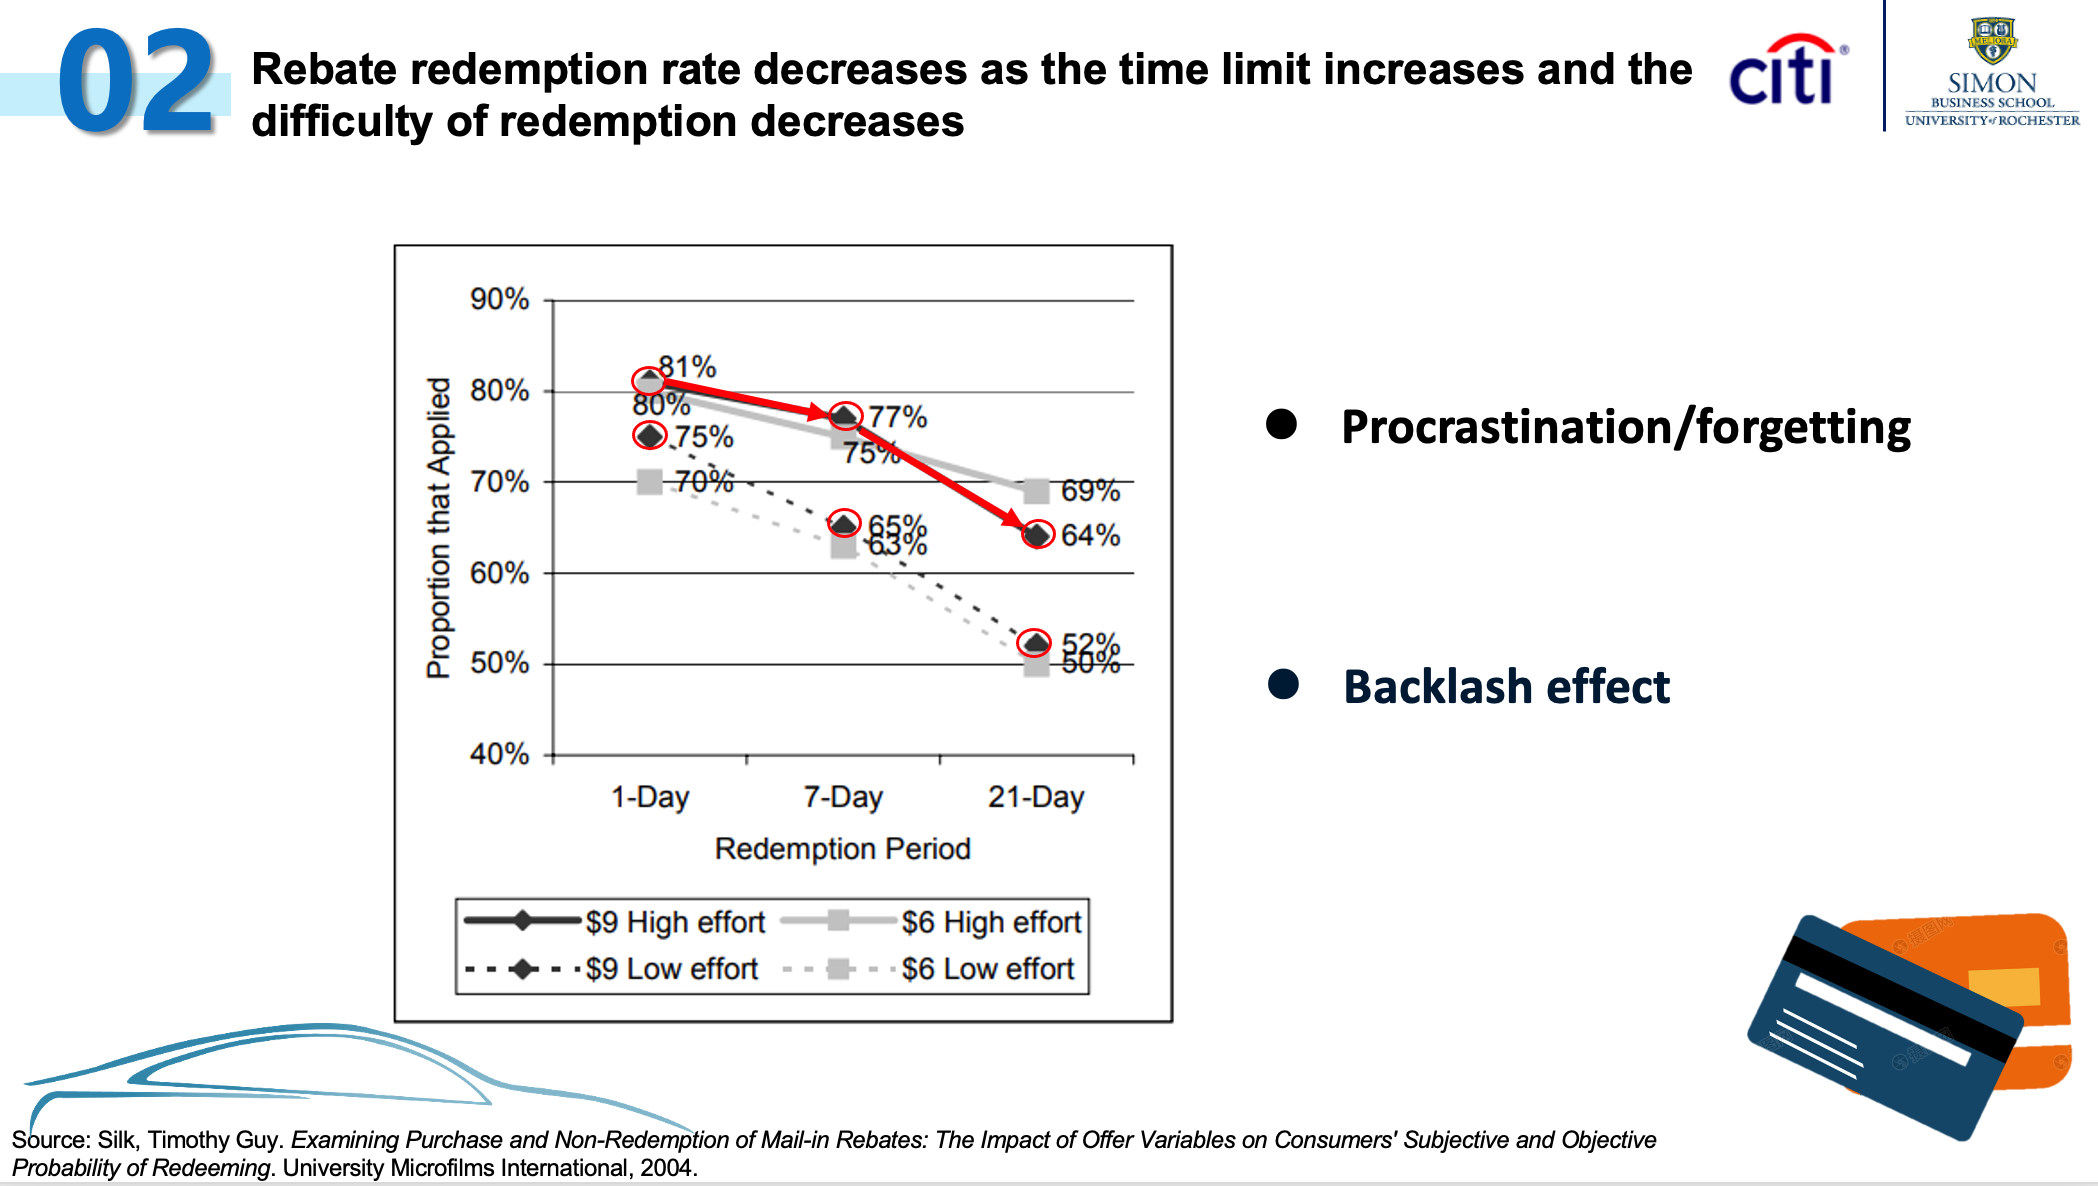 02
Rebate redemption rate decreases as the time limit increases and the
difficulty of redemption decreases
citi®
MELIORA
SIMON
BUSINESS SCHOOL
UNIVERSITY of ROCHESTER
90%
80%
70%
60%
50%
40%
Proportion that Applied
81%
80%
75%
70%
77%
75%
65%
63%
69%
64%
52%
50%
1-Day 7-Day 21-Day
Redemption Period
$9 High effort $6 High effort
$9 Low effort $6 Low effort
● Procrastination/forgetting
● Backlash effect
Source: Silk, Timothy Guy. Examining Purchase and Non-Redemption of Mail-in Rebates: The Impact of Offer Variables on Consumers' Subjective and Objective
Probability of Redeeming. University Microfilms International, 2004.